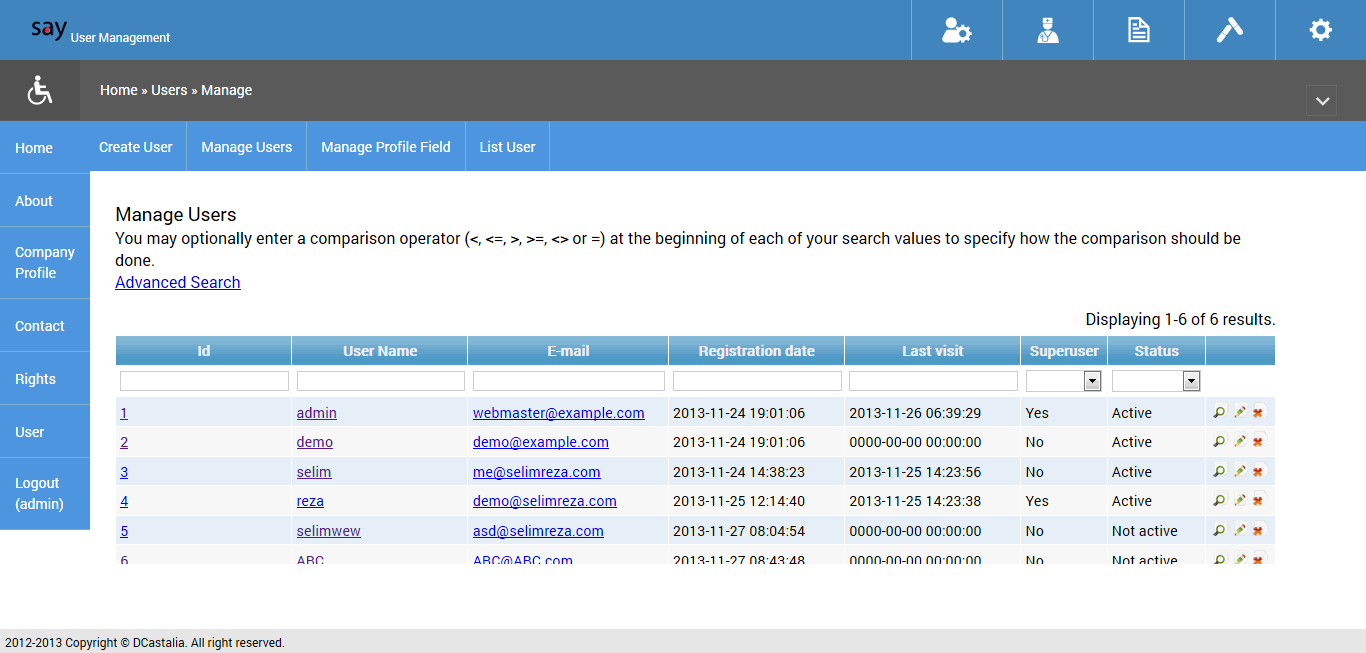 say User Management
Home » Users » Manage
Home
Create User
Manage Users
Manage Profile Field
List User
About
Company
Profile
Contact
Rights
User
Logout
(admin)
Manage Users
You may optionally enter a comparison operator (<, <=, >, >=, <> or =) at the beginning of each of your search values to specify how the comparison should be
done.
Advanced Search
Displaying 1-6 of 6 results.
Id User Name E-mail Registration date Last visit Superuser Status
1 admin webmaster@example.com 2013-11-24 19:01:06 2013-11-26 06:39:29 Yes Active
2 demo demo@example.com 2013-11-24 19:01:06 0000-00-00 00:00:00 No Active
3 selim me@selimreza.com 2013-11-24 14:38:23 2013-11-25 14:23:56 No Active
4 reza demo@selimreza.com 2013-11-25 12:14:40 2013-11-25 14:23:38 Yes Active
5 selimwew asd@selimreza.com 2013-11-27 08:04:54 0000-00-00 00:00:00 No Not active
6 ABC ABC@ABC.com 2013-11-27 08:43:48 0000-00-00 00:00:00 No Not active
2012-2013 Copyright © DCastalia. All right reserved.